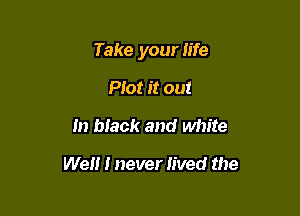 Take your life
Plot it out
In black and white
Well I never lived the